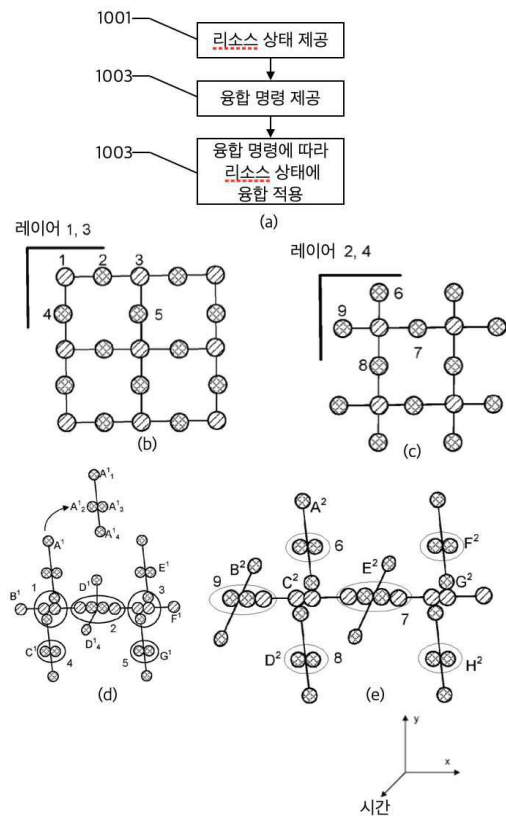 1001
리소스 상태 제공
1003
융합 명령 제공
1003
융합 명령에 따라
리소스 상태에
융합 적용
(a)
레이어 1, 3
1 2 3
4 5
(b)
레이어 2, 4
6
9
7
8
(c)
A¹₁
A¹₂ A¹₃
A¹₄
A¹
E¹
B¹
1
D¹
3
2
F¹
D¹₄
C¹
4
5
G¹
(d)
A²
6
F²
B²
E²
9
C²
G²
7
D²
8
H²
(e)
y
x
시간